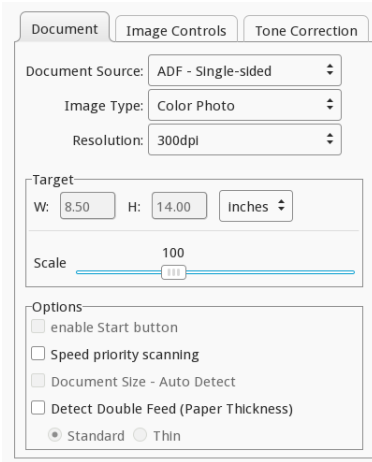 Document Image Controls Tone Correction
Document Source: ADF - Single-sided
Image Type: Color Photo
Resolution: 300dpi
Target
W: 8.50 H: 14.00 inches
100
Scale
Options
enable Start button
Speed priority scanning
Document Size - Auto Detect
Detect Double Feed (Paper Thickness)
Standard Thin